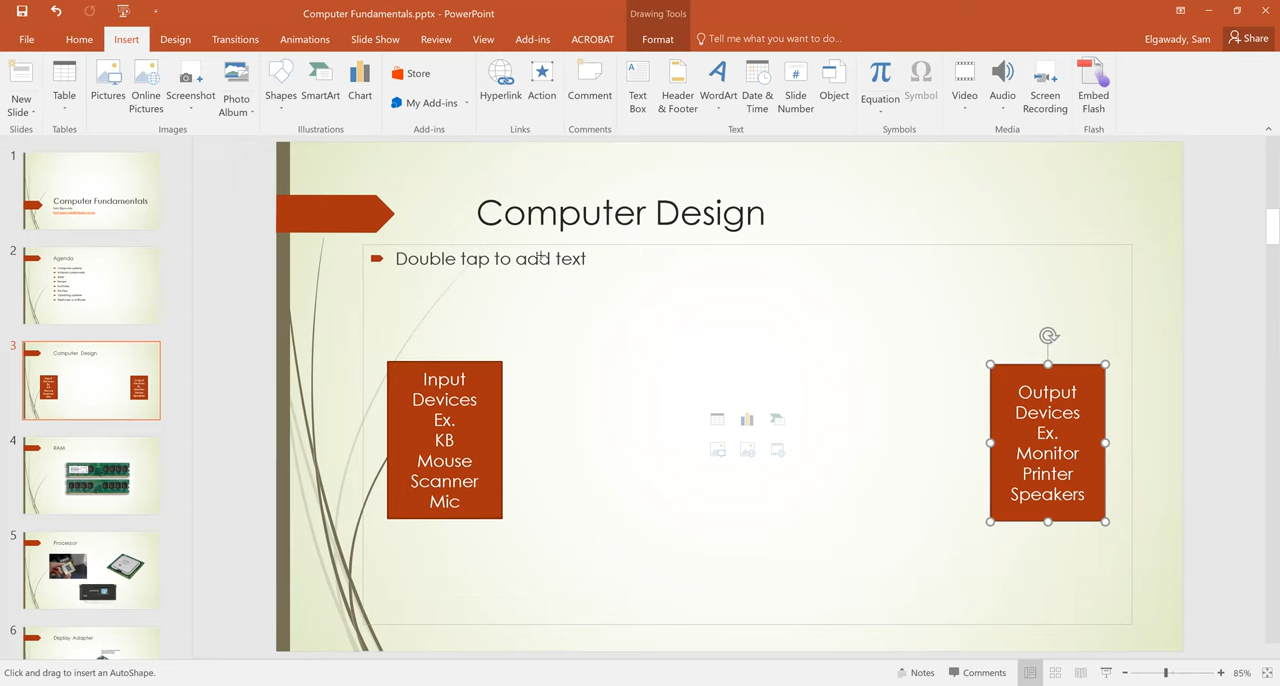 Computer Fundamentals.pptx - PowerPoint
Drawing Tools
File
Home
Insert
Design
Transitions
Animations
Slide Show
Review
View
Add-ins
ACROBAT
Format
Tell me what you want to do...
Elgawady, Sam
Share
New Slide
Table
Pictures
Online Pictures
Screenshot
Photo Album
Shapes
SmartArt
Chart
Store
My Add-ins
Hyperlink
Action
Comment
Text Box
Header & Footer
WordArt
Date & Time
Slide Number
Object
Equation
Symbol
Video
Audio
Screen Recording
Embed Flash
Slides
Tables
Images
Illustrations
Add-ins
Links
Comments
Text
Symbols
Media
Flash
1
Computer Fundamentals
2
Agenda
3
Computer Design
4
RAM
5
Processor
6
Display Adapter
Computer Design
Double tap to add text
Input
Devices
Ex.
KB
Mouse
Scanner
Mic
Output
Devices
Ex.
Monitor
Printer
Speakers
Click and drag to insert an AutoShape.
Notes
Comments
85%